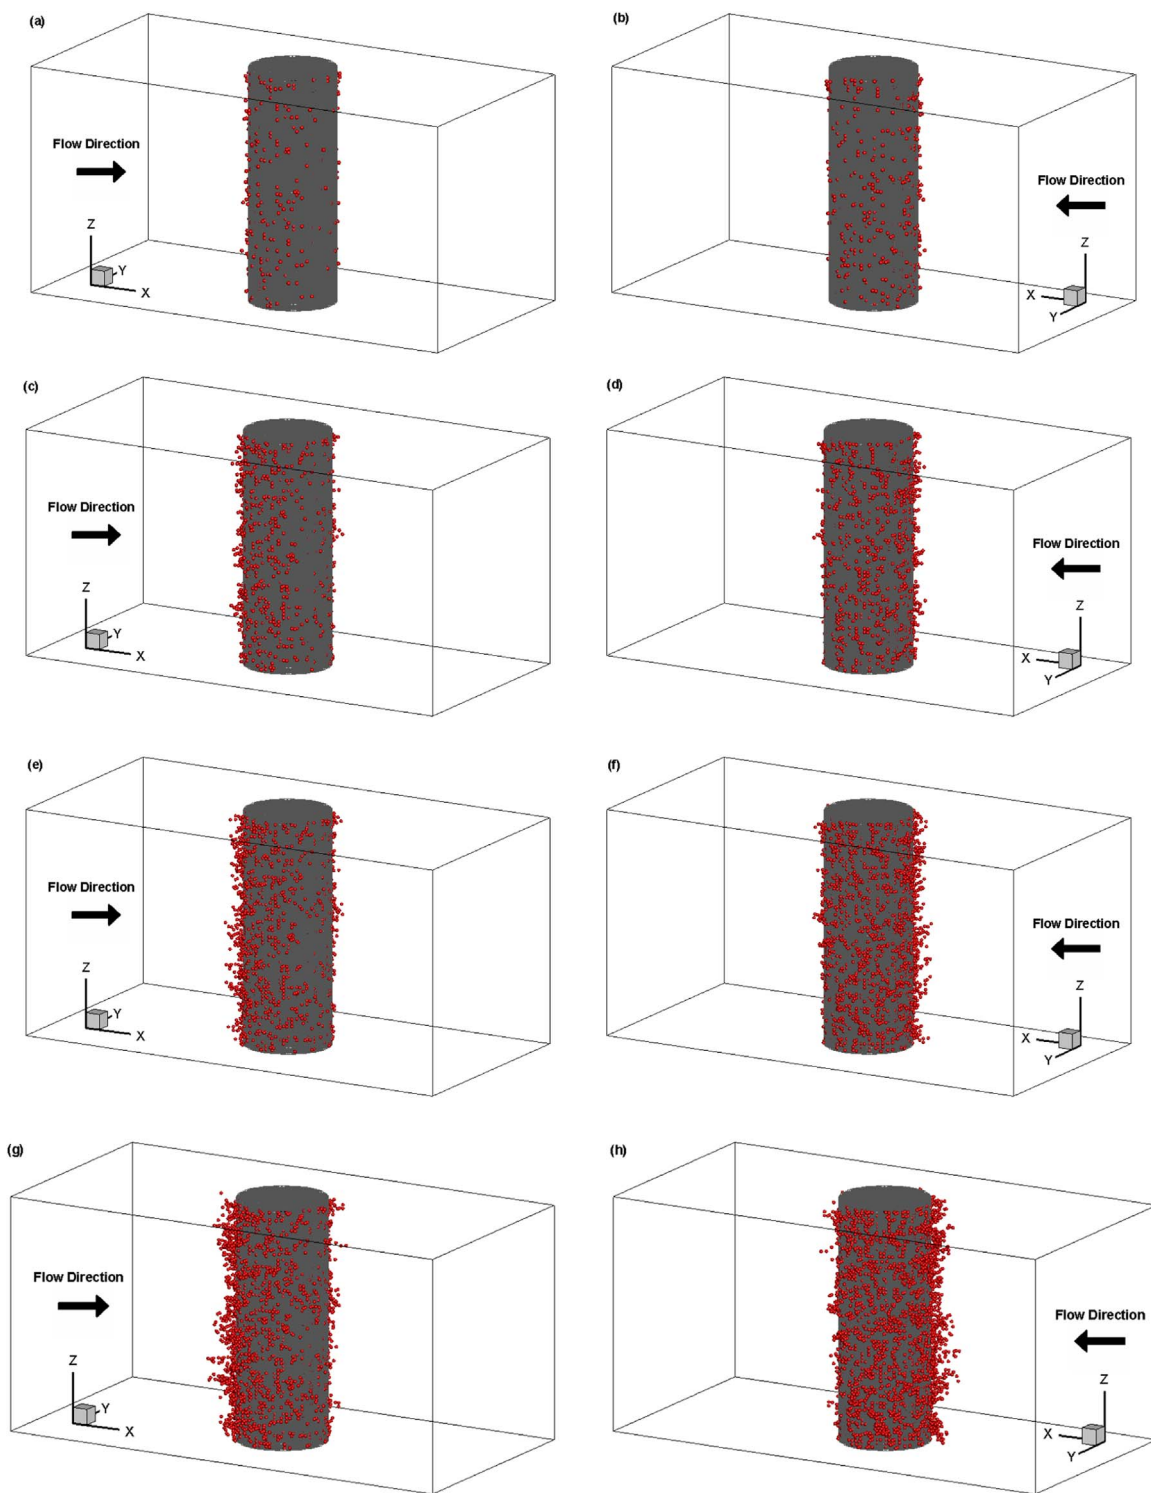 (a)
Flow Direction
Z
Y
X
(b)
Flow Direction
Z
X
Y
(c)
Flow Direction
Z
Y
X
(d)
Flow Direction
Z
X
Y
(e)
Flow Direction
Z
Y
X
(f)
Flow Direction
Z
X
Y
(g)
Flow Direction
Z
Y
X
(h)
Flow Direction
Z
X
Y